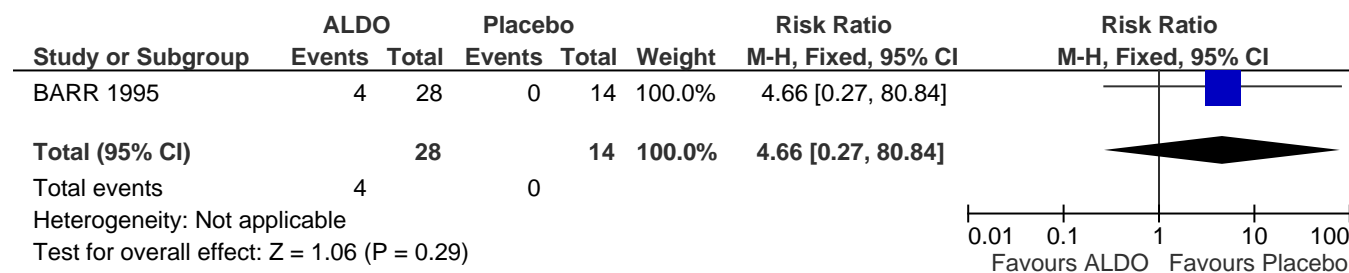 ALDO Placebo Risk Ratio Risk Ratio
Study or Subgroup Events Total Events Total Weight M-H, Fixed, 95% CI M-H, Fixed, 95% CI
BARR 1995 4 28 0 14 100.0% 4.66 [0.27, 80.84]
Total (95% CI) 28 14 100.0% 4.66 [0.27, 80.84]
Total events 4 0
Heterogeneity: Not applicable
Test for overall effect: Z = 1.06 (P = 0.29)
0.01 0.1 1 10 100
Favours ALDO Favours Placebo